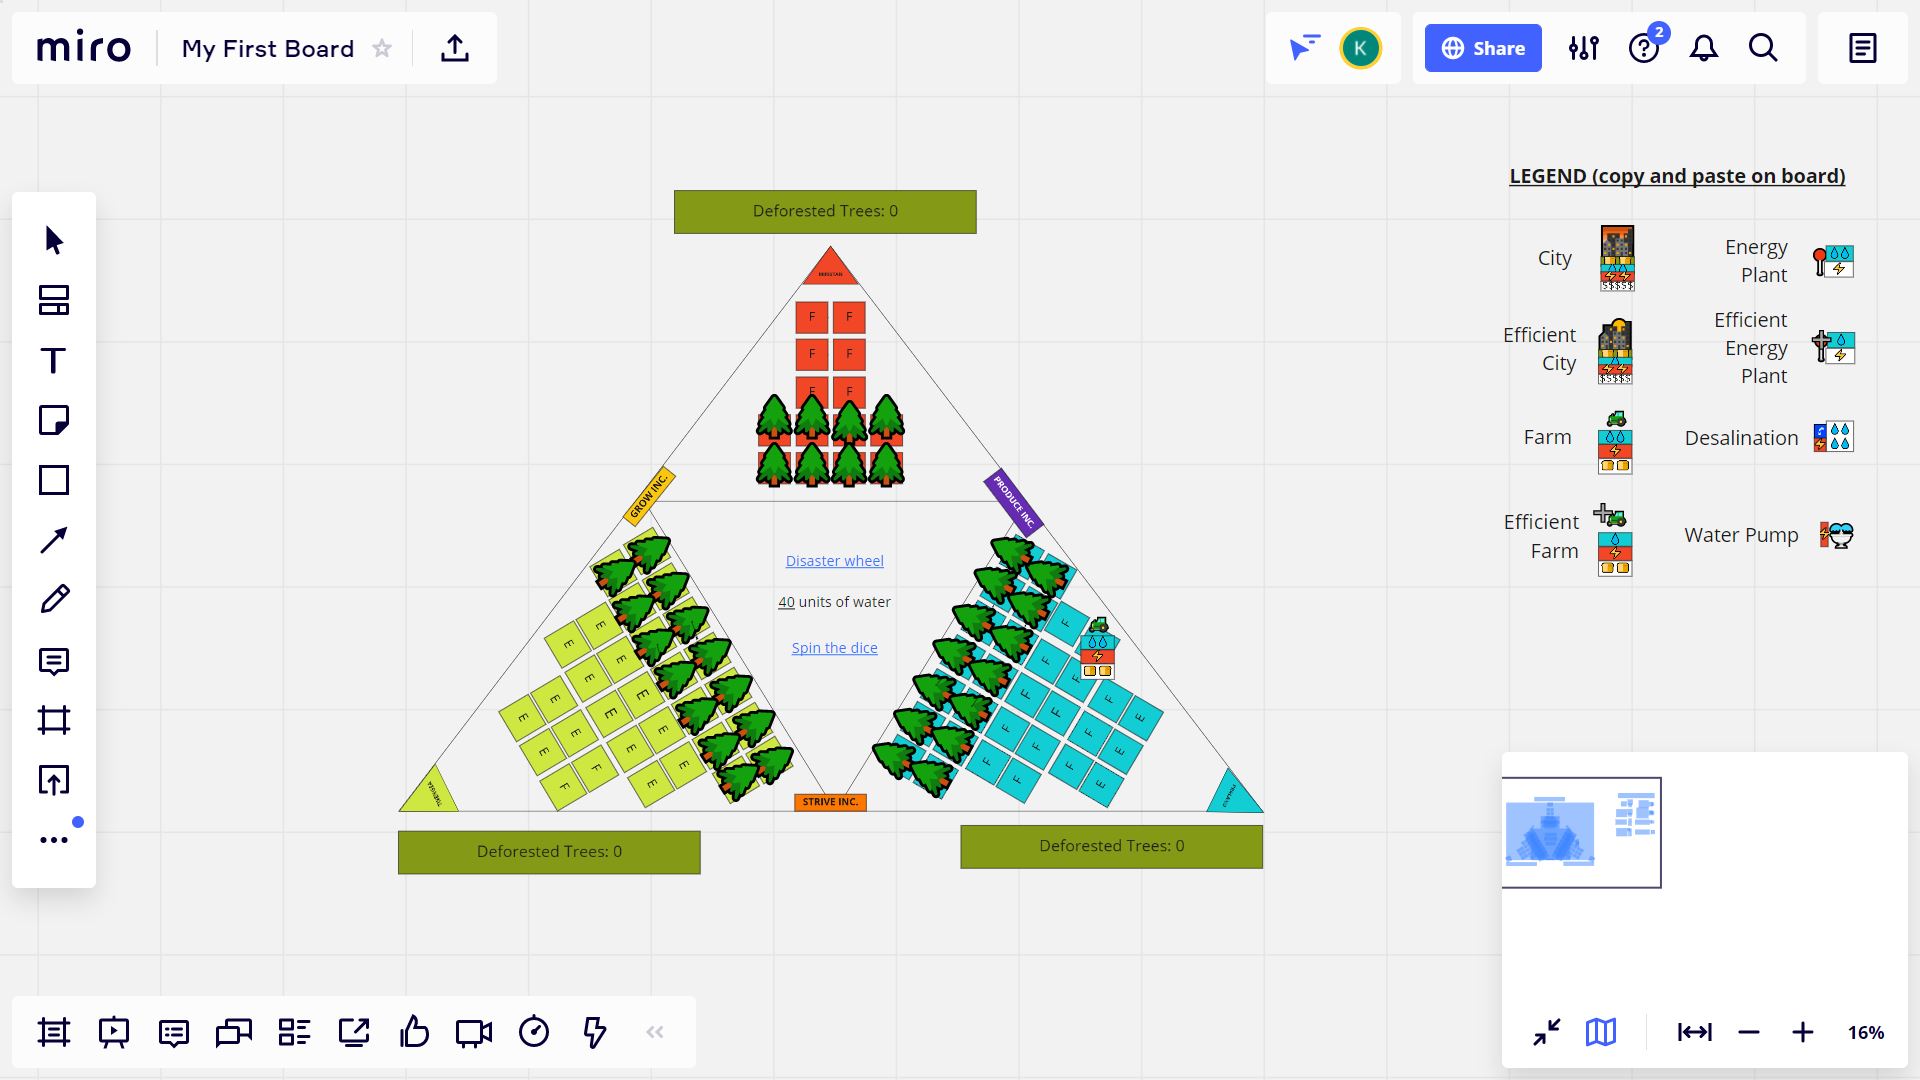 miro
My First Board
K
Share
2
LEGEND (copy and paste on board)
Deforested Trees: 0
City
Energy
Plant
Efficient
City
Efficient
Energy
Plant
Farm
Desalination
Efficient
Farm
Water Pump
F F
F F
F F
GROW INC.
PRODUCE INC.
Disaster wheel
40 units of water
Spin the dice
STRIVE INC.
Deforested Trees: 0
Deforested Trees: 0
16%